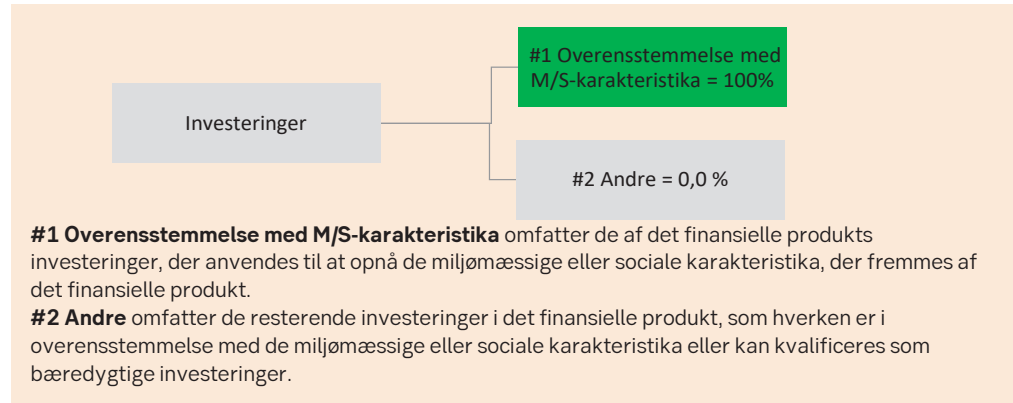 #1 Overensstemmelse med
M/S-karakteristika = 100%
Investeringer
#2 Andre = 0,0 %
#1 Overensstemmelse med M/S-karakteristika omfatter de af det finansielle produkts
investeringer, der anvendes til at opnå de miljømæssige eller sociale karakteristika, der fremmes af
det finansielle produkt.
#2 Andre omfatter de resterende investeringer i det finansielle produkt, som hverken er i
overensstemmelse med de miljømæssige eller sociale karakteristika eller kan kvalificeres som
bæredygtige investeringer.